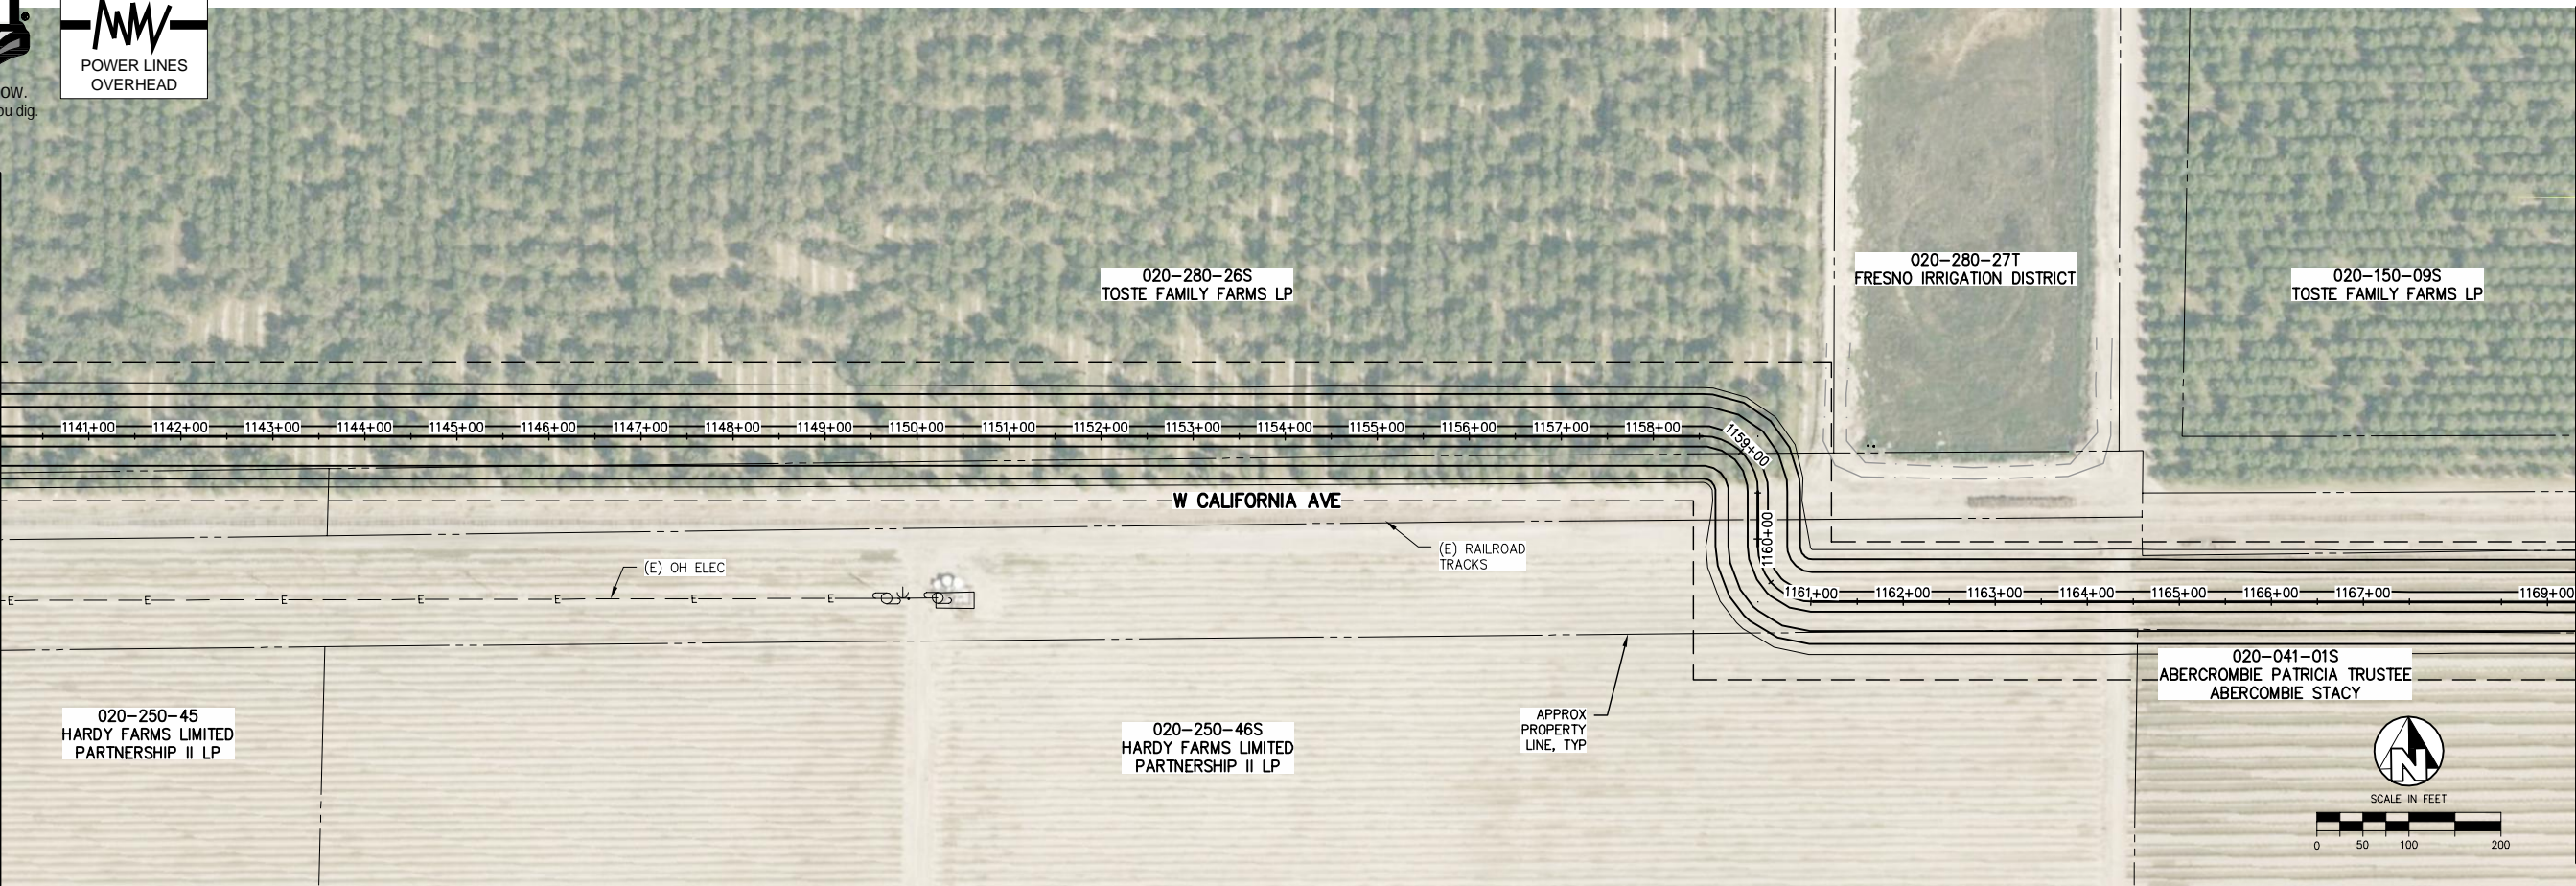 POWER LINES
OVERHEAD
ow.
ou dig.
020-280-26S
TOSTE FAMILY FARMS LP
020-280-27T
FRESNO IRRIGATION DISTRICT
020-150-09S
TOSTE FAMILY FARMS LP
1141+00 1142+00 1143+00 1144+00 1145+00 1146+00 1147+00 1148+00 1149+00 1150+00 1151+00 1152+00 1153+00 1154+00 1155+00 1156+00 1157+00 1158+00
1159+00
1160+00
W CALIFORNIA AVE
(E) RAILROAD
TRACKS
(E) OH ELEC
E E E E E E E
1161+00 1162+00 1163+00 1164+00 1165+00 1166+00 1167+00 1169+00
020-041-01S
ABERCROMBIE PATRICIA TRUSTEE
ABERCOMBIE STACY
020-250-45
HARDY FARMS LIMITED
PARTNERSHIP II LP
020-250-46S
HARDY FARMS LIMITED
PARTNERSHIP II LP
APPROX
PROPERTY
LINE, TYP
N
SCALE IN FEET
0 50 100 200